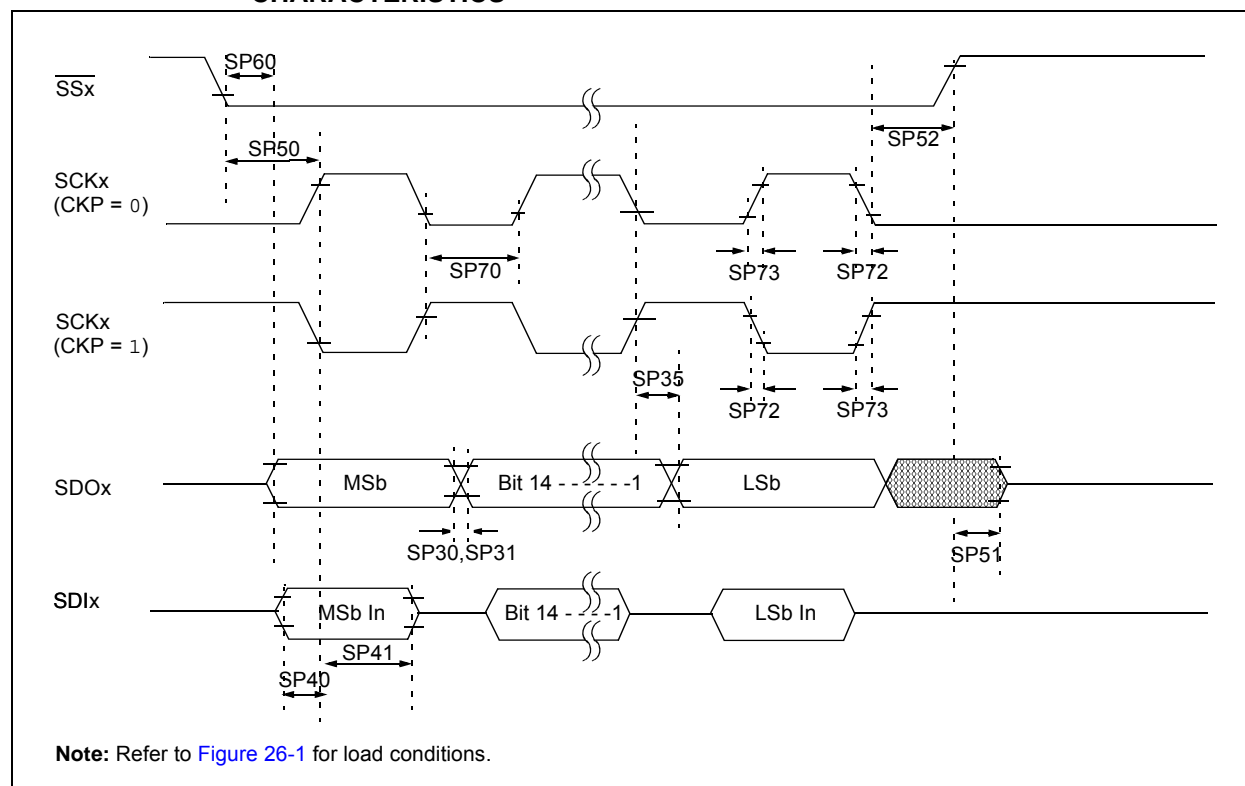 CHARACTERISTICS
SP60
SSx
SP52
SP50
SCKx
(CKP = 0)
SP70
SP73
SP72
SCKx
(CKP = 1)
SP35
SP72
SP73
SDOx
MSb
Bit 14 - - - - - -1
LSb
SP30,SP31
SP51
SDIx
MSb In
Bit 14 - - - -1
LSb In
SP41
SP40
Note: Refer to Figure 26-1 for load conditions.